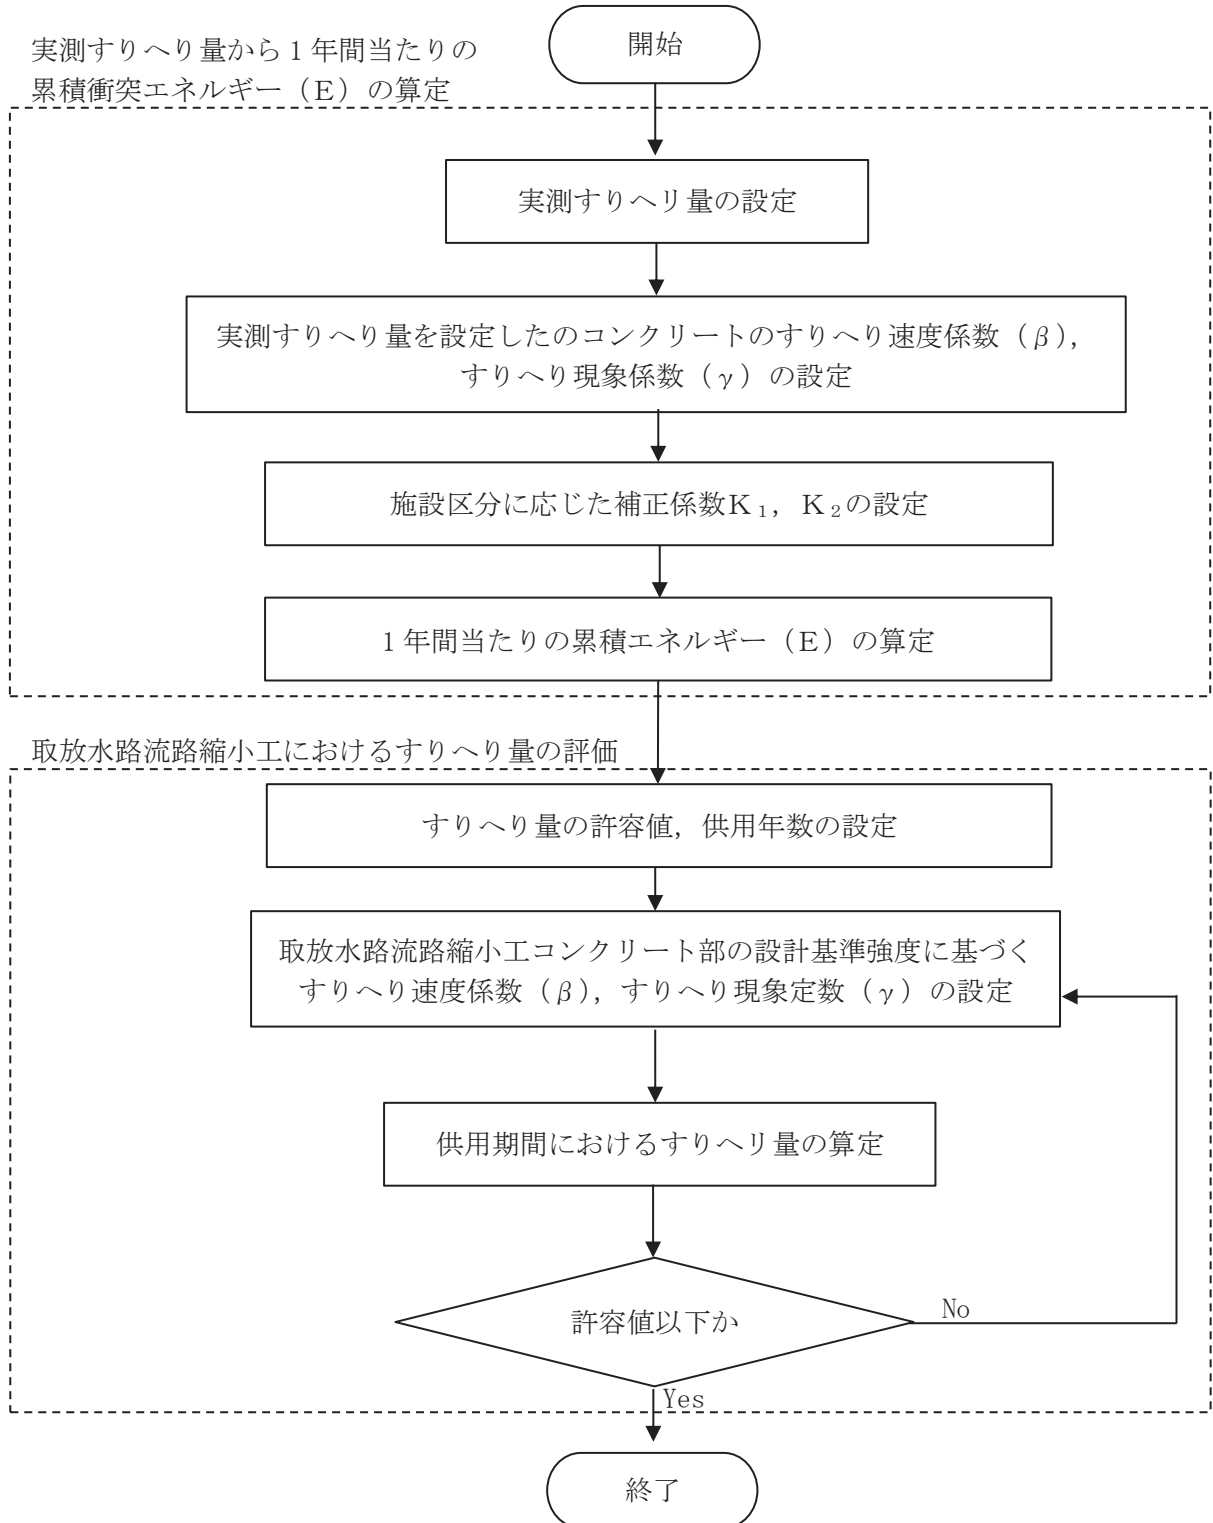 開始
実測すりへり量から1年間当たりの
累積衝突エネルギー（E）の算定
実測すりへリ量の設定
実測すりへり量を設定したのコンクリートのすりへり速度係数（β），
すりへり現象係数（γ）の設定
施設区分に応じた補正係数K₁，K₂の設定
1年間当たりの累積エネルギー（E）の算定
取放水路流路縮小工におけるすりへり量の評価
すりへり量の許容値，供用年数の設定
取放水路流路縮小工コンクリート部の設計基準強度に基づく
すりへり速度係数（β），すりへり現象定数（γ）の設定
供用期間におけるすりへリ量の算定
許容値以下か
No
Yes
終了